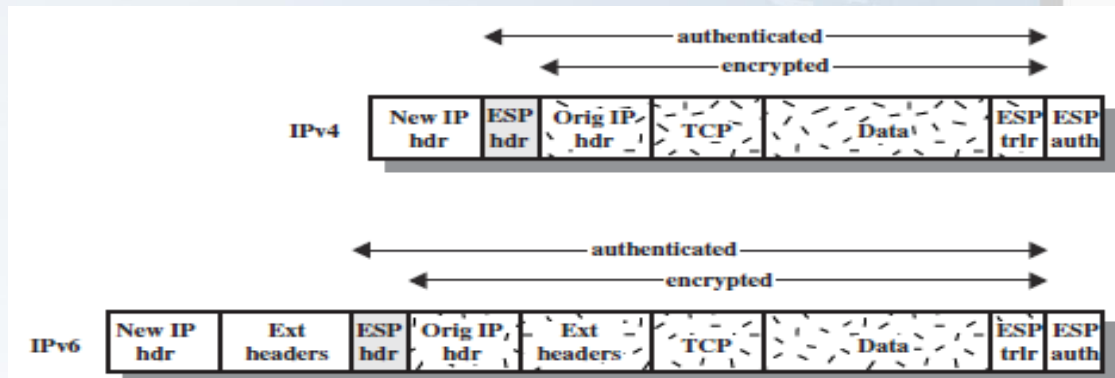 authenticated
encrypted
IPv4
New IP hdr ESP hdr Orig IP hdr TCP Data ESP trlr ESP auth
authenticated
encrypted
IPv6
New IP hdr Ext headers ESP hdr Orig IP hdr Ext headers TCP Data ESP trlr ESP auth